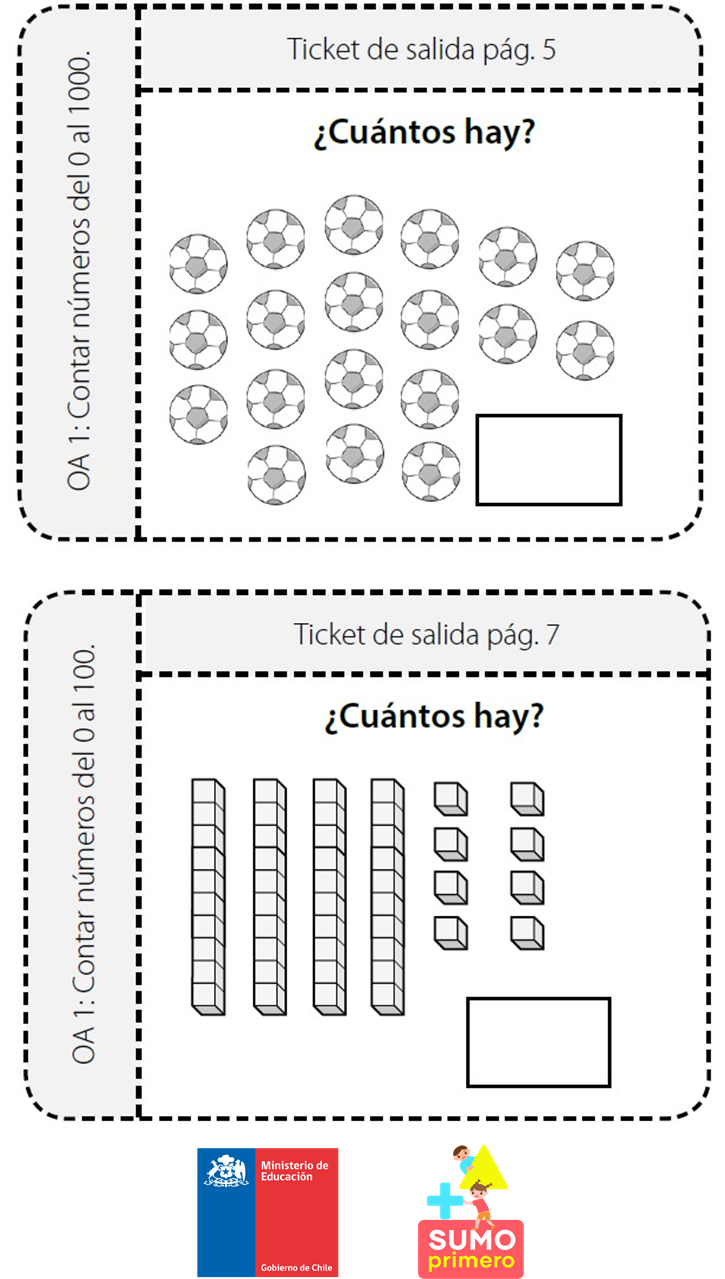 Ticket de salida pág. 5
OA 1: Contar números del 0 al 1000.
¿Cuántos hay?
Ticket de salida pág. 7
OA 1: Contar números del 0 al 100.
¿Cuántos hay?
Ministerio de
Educación
Gobierno de Chile
SUMO
primero